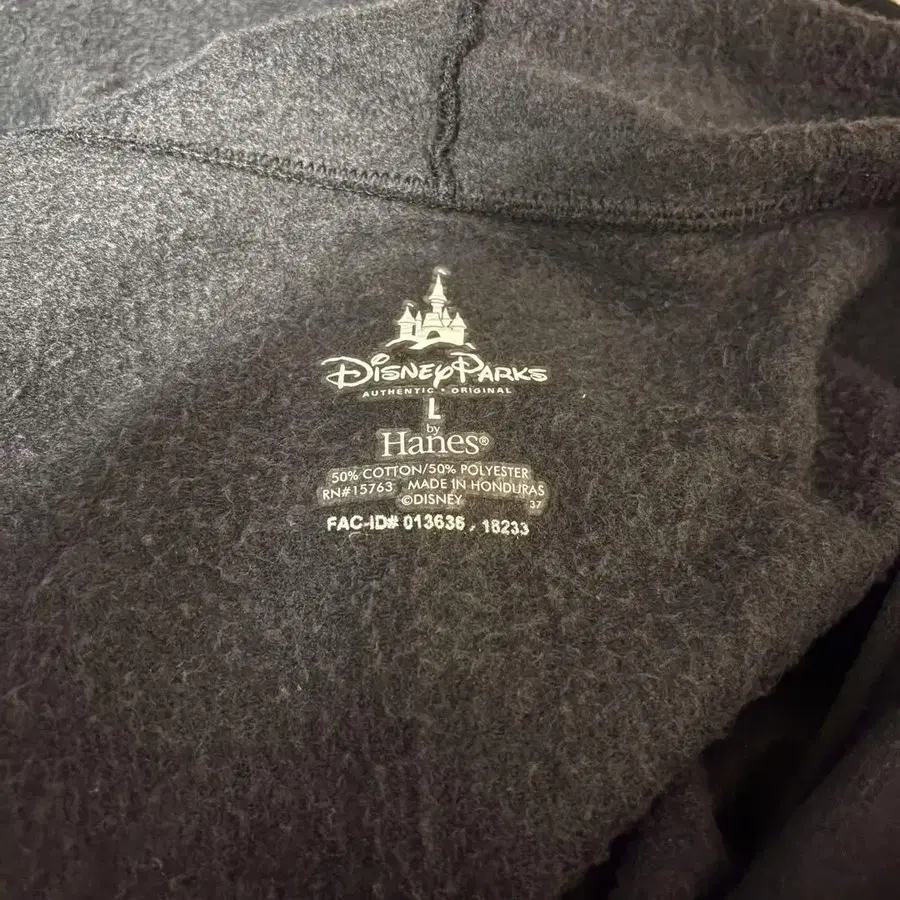 Disney Parks
AUTHENTIC • ORIGINAL
L
by
Hanes®
50% COTTON/50% POLYESTER
RN#15763 MADE IN HONDURAS
©DISNEY 37
FAC-ID# 013636 , 18233